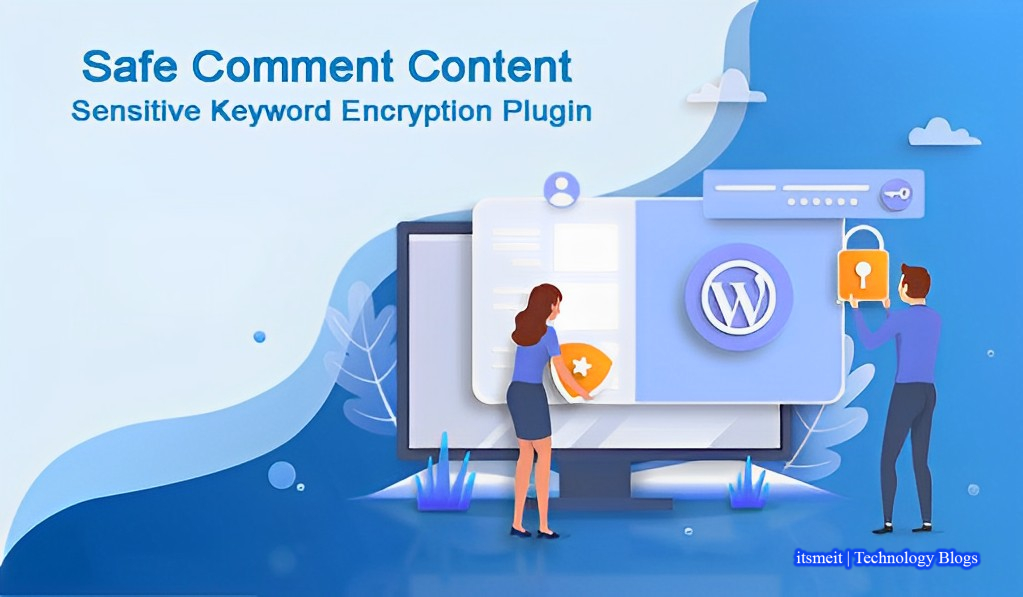 Safe Comment Content
Sensitive Keyword Encryption Plugin
W
itsmeit | Technology Blogs